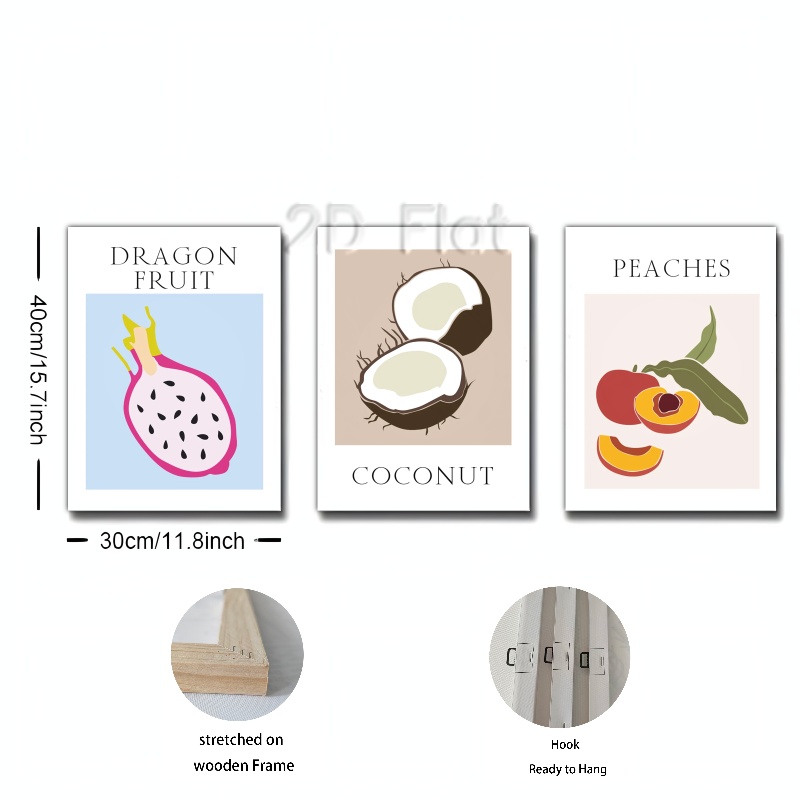 2D Flat
DRAGON
FRUIT
COCONUT
PEACHES
40cm/15.7inch
30cm/11.8inch
stretched on
wooden Frame
Hook
Ready to Hang